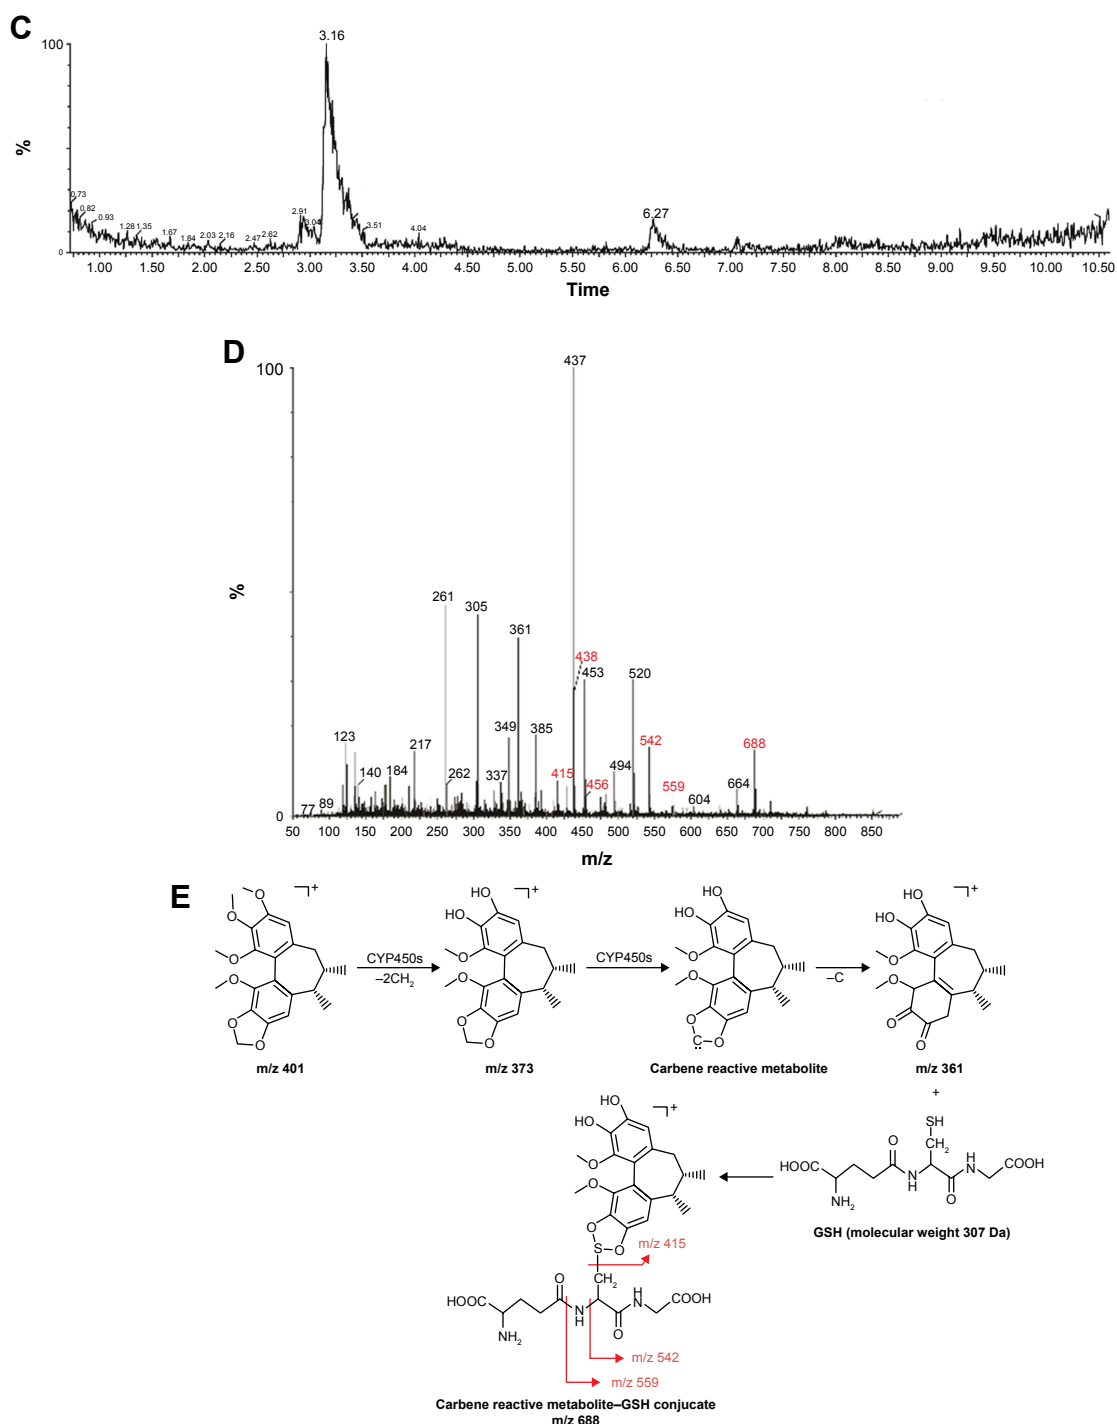 C
100
%
0
3.16
0.73
0.82
0.93
1.28
1.35
1.67
1.84
2.03
2.16
2.47
2.62
2.91
3.04
3.51
4.04
6.27
1.00 1.50 2.00 2.50 3.00 3.50 4.00 4.50 5.00 5.50 6.00 6.50 7.00 7.50 8.00 8.50 9.00 9.50 10.00 10.50
Time
D
100
%
0
437
261
305
361
438
453
520
123
140
184
217
262
337
349
385
415
456
494
542
559
604
664
688
77
89
50 100 150 200 250 300 350 400 450 500 550 600 650 700 750 800 850
m/z
E
O O O O O O +
m/z 401
CYP450s
–2CH2
HO HO O O O O +
m/z 373
CYP450s
HO HO O O O C O
Carbene reactive metabolite
–C
HO HO O O O O +
m/z 361
+
SH
CH2
O
H
N
HOOC
N
H
COOH
NH2
O
GSH (molecular weight 307 Da)
HO HO O O O S O +
m/z 415
CH2
O
H
N
HOOC
N
H
COOH
NH2
O
m/z 542
m/z 559
Carbene reactive metabolite–GSH conjucate
m/z 688